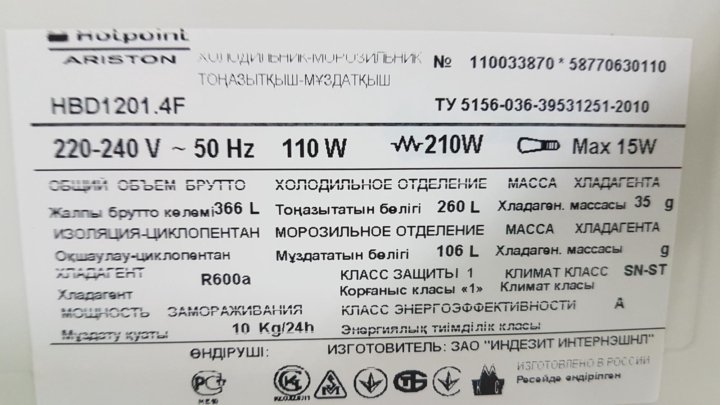 Hotpoint
ARISTON
ХОЛОДИЛЬНИК-МОРОЗИЛЬНИК
ТОҢАЗЫТҚЫШ-МҰЗДАТҚЫШ
№ 110033870 * 58770630110
HBD1201.4F
ТУ 5156-036-39531251-2010
220-240 V ~ 50 Hz 110 W 210W Max 15W
ОБЩИЙ ОБЪЕМ БРУТТО ХОЛОДИЛЬНОЕ ОТДЕЛЕНИЕ МАССА ХЛАДАГЕНТА
Жалпы брутто көлемі 366 L Тоңазытатын бөлігі 260 L Хладаген. массасы 35 g
ИЗОЛЯЦИЯ-ЦИКЛОПЕНТАН МОРОЗИЛЬНОЕ ОТДЕЛЕНИЕ МАССА ХЛАДАГЕНТА
Оқшаулау-циклопентан Мұздататын бөлігі 106 L Хладаген. массасы g
ХЛАДАГЕНТ R600a КЛАСС ЗАЩИТЫ 1 КЛИМАТ КЛАСС SN-ST
Хладагент Корғаныс класы «1» Климат класы
МОЩНОСТЬ ЗАМОРАЖИВАНИЯ КЛАСС ЭНЕРГОЭФФЕКТИВНОСТИ A
Мұздату қуаты 10 Kg/24h Энергиялық тиімділік класы
ӨНДІРУШІ: ИЗГОТОВИТЕЛЬ: ЗАО "ИНДЕЗИТ ИНТЕРНЭШНЛ"
ИЗГОТОВЛЕНО В РОССИИ
Ресейде өндірілген